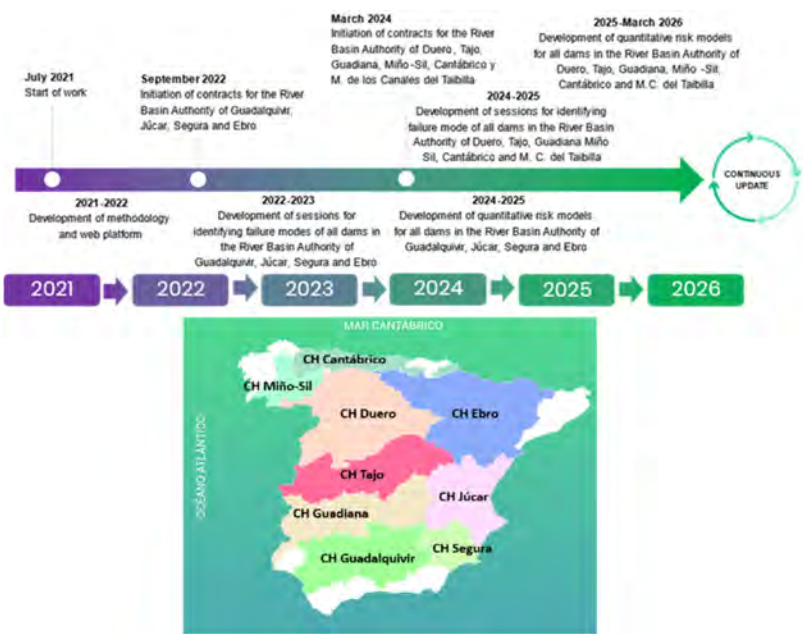 March 2024
Initiation of contracts for the River
Basin Authority of Duero, Tajo,
Guadiana, Miño -Sil, Cantábrico y
M. de los Canales del Taibilla
2025-March 2026
Development of quantitative risk models
for all dams in the River Basin Authority of
Duero, Tajo, Guadiana, Miño -Sil,
Cantábrico and M.C. del Taibilla
July 2021
Start of work
September 2022
Initiation of contracts for the River
Basin Authority of Guadalquivir,
Júcar, Segura and Ebro
2024-2025
Development of sessions for identifying
failure mode of all dams in the River Basin
Authority of Duero, Tajo, Guadiana Miño
Sil, Cantábrico and M. C. del Taibilla
CONTINUOUS
UPDATE
2021-2022
Development of methodology
and web platform
2022-2023
Development of sessions for
identifying failure modes of all dams in
the River Basin Authority of
Guadalquivir, Júcar, Segura and Ebro
2024-2025
Development of quantitative risk models
for all dams in the River Basin Authority of
Guadalquivir, Júcar, Segura and Ebro
2021
2022
2023
2024
2025
2026
MAR CANTÁBRICO
OCÉANO ATLÁNTICO
CH Cantábrico
CH Miño-Sil
CH Duero
CH Ebro
CH Tajo
CH Júcar
CH Guadiana
CH Segura
CH Guadalquivir